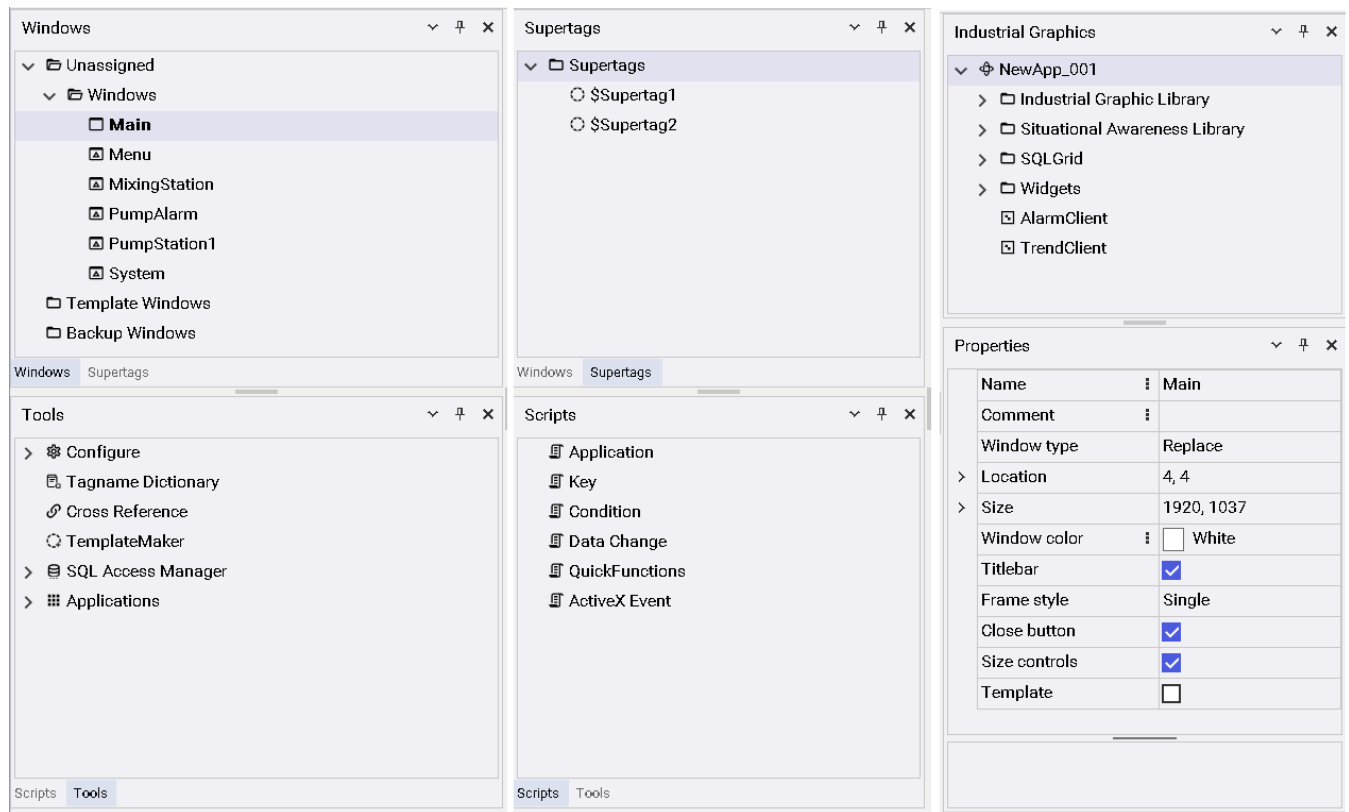 Windows
Unassigned
Windows
Main
Menu
MixingStation
PumpAlarm
PumpStation1
System
Template Windows
Backup Windows
Windows Supertags
Tools
Configure
Tagname Dictionary
Cross Reference
TemplateMaker
SQL Access Manager
Applications
Scripts Tools
Supertags
Supertags
$Supertag1
$Supertag2
Windows Supertags
Scripts
Application
Key
Condition
Data Change
QuickFunctions
ActiveX Event
Scripts Tools
Industrial Graphics
NewApp_001
Industrial Graphic Library
Situational Awareness Library
SQLGrid
Widgets
AlarmClient
TrendClient
Properties
Name Main
Comment
Window type Replace
Location 4, 4
Size 1920, 1037
Window color White
Titlebar
Frame style Single
Close button
Size controls
Template